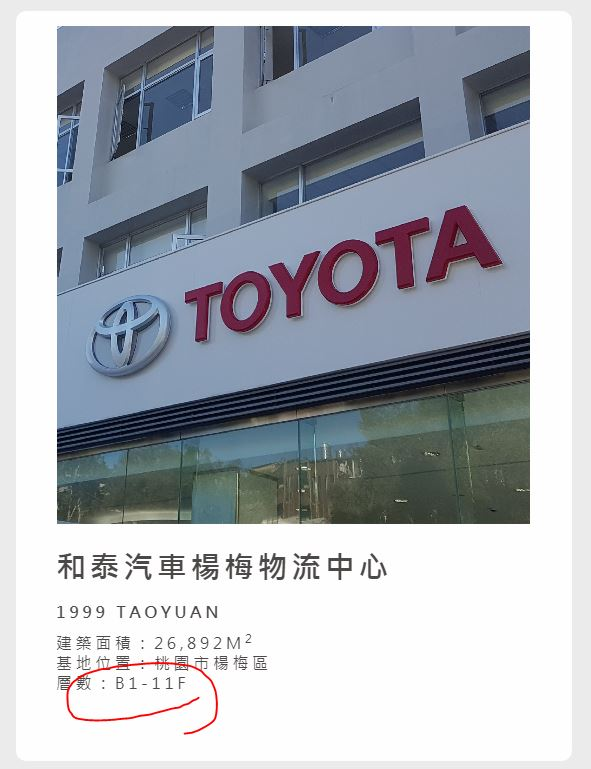 TOYOTA
和泰汽車楊梅物流中心
1999 TAOYUAN
建築面積：26,892M²
基地位置：桃園市楊梅區
層數：B1-11F